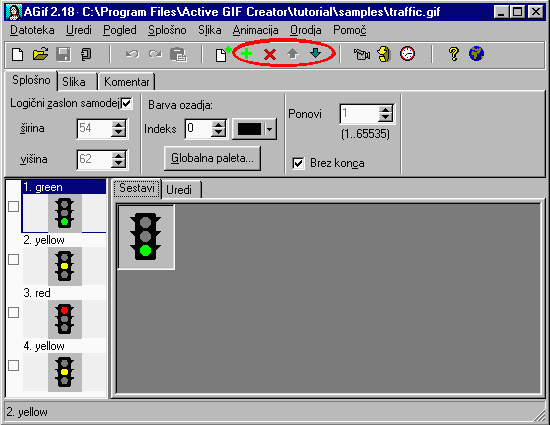 AGif 2.18 - C:\Program Files\Active GIF Creator\tutorial\samples\traffic.gif
Datoteka Uredi Pogled Splošno Slika Animacija Orodja Pomoč
Splošno Slika Komentar
Logični zaslon samodej
širina 54
višina 62
Barva ozadja:
Indeks 0
Globalna paleta...
Ponovi 1
(1..65535)
Brez konca
1. green
2. yellow
3. red
4. yellow
Sestavi Uredi
2. yellow